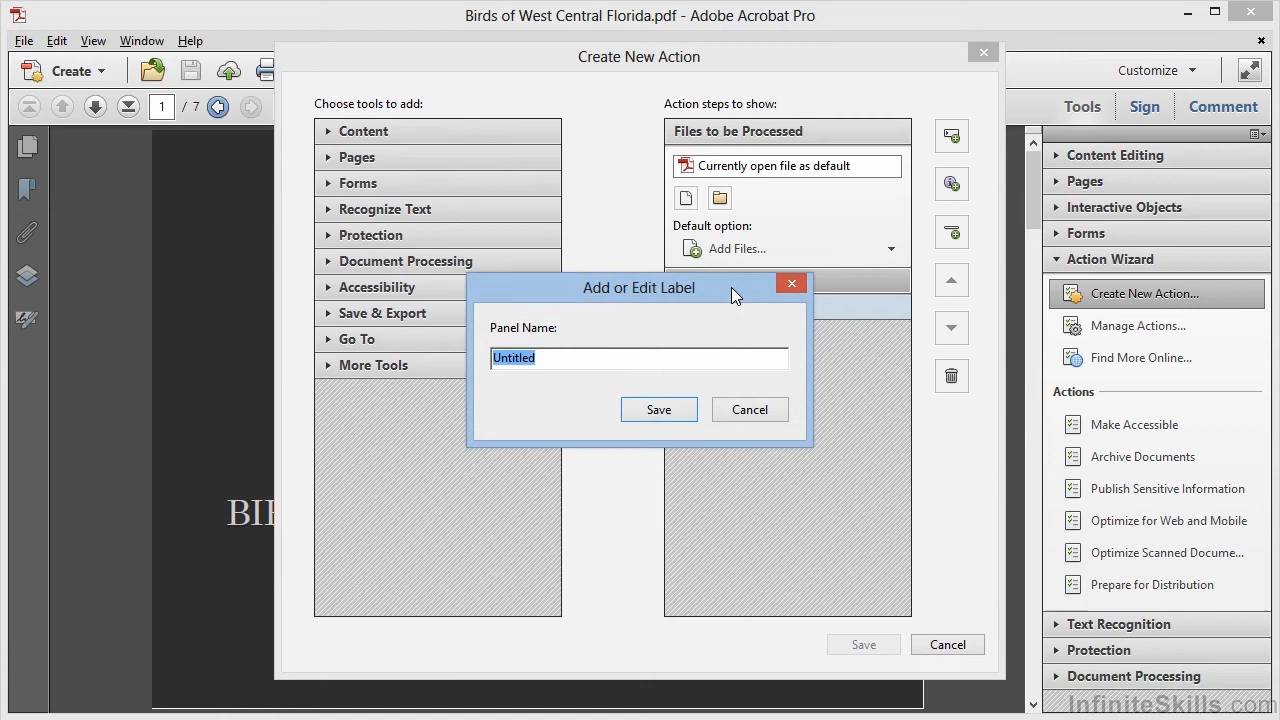 Birds of West Central Florida.pdf - Adobe Acrobat Pro
File Edit View Window Help
Create
Customize
1 / 7
Tools Sign Comment
Create New Action
Choose tools to add:
Content
Pages
Forms
Recognize Text
Protection
Document Processing
Accessibility
Save & Export
Go To
More Tools
Action steps to show:
Files to be Processed
Currently open file as default
Default option:
Add Files...
Add or Edit Label
Panel Name:
Untitled
Save Cancel
Save Cancel
BI
Content Editing
Pages
Interactive Objects
Forms
Action Wizard
Create New Action...
Manage Actions...
Find More Online...
Actions
Make Accessible
Archive Documents
Publish Sensitive Information
Optimize for Web and Mobile
Optimize Scanned Docume...
Prepare for Distribution
Text Recognition
Protection
Document Processing
InfiniteSkills.com